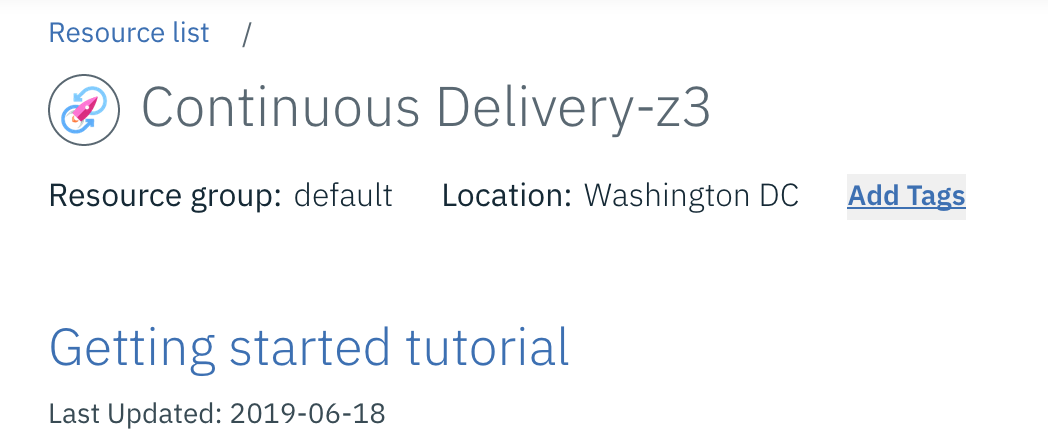 Resource list /
Continuous Delivery-z3
Resource group: default Location: Washington DC Add Tags
Getting started tutorial
Last Updated: 2019-06-18